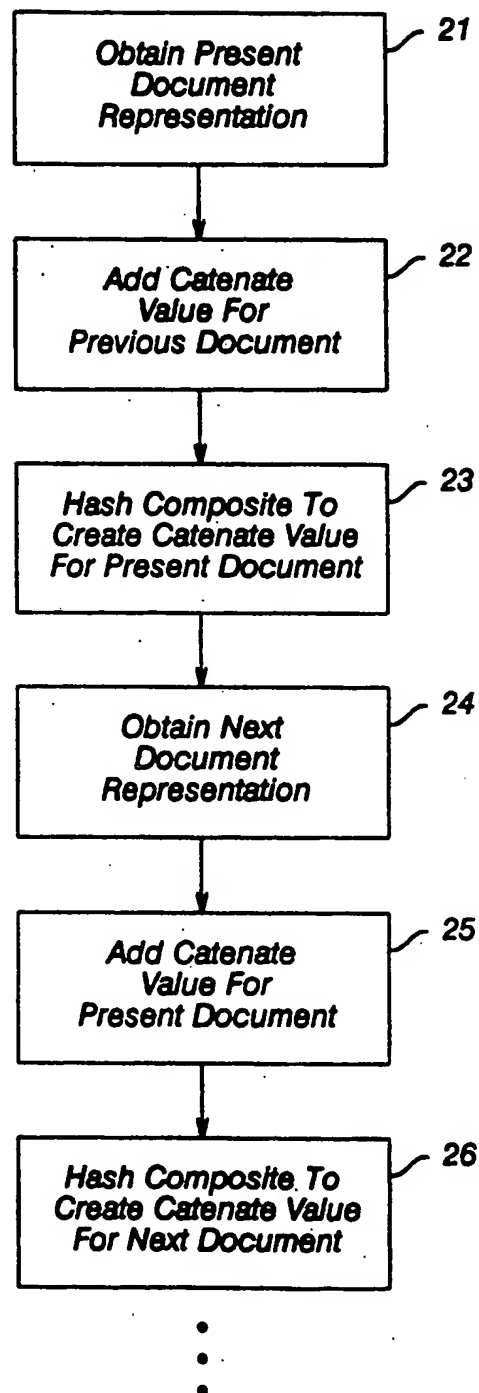 21
Obtain Present
Document
Representation
22
Add Catenate
Value For
Previous Document
23
Hash Composite To
Create Catenate Value
For Present Document
24
Obtain Next
Document
Representation
25
Add Catenate
Value For
Present Document
26
Hash Composite To
Create Catenate Value
For Next Document